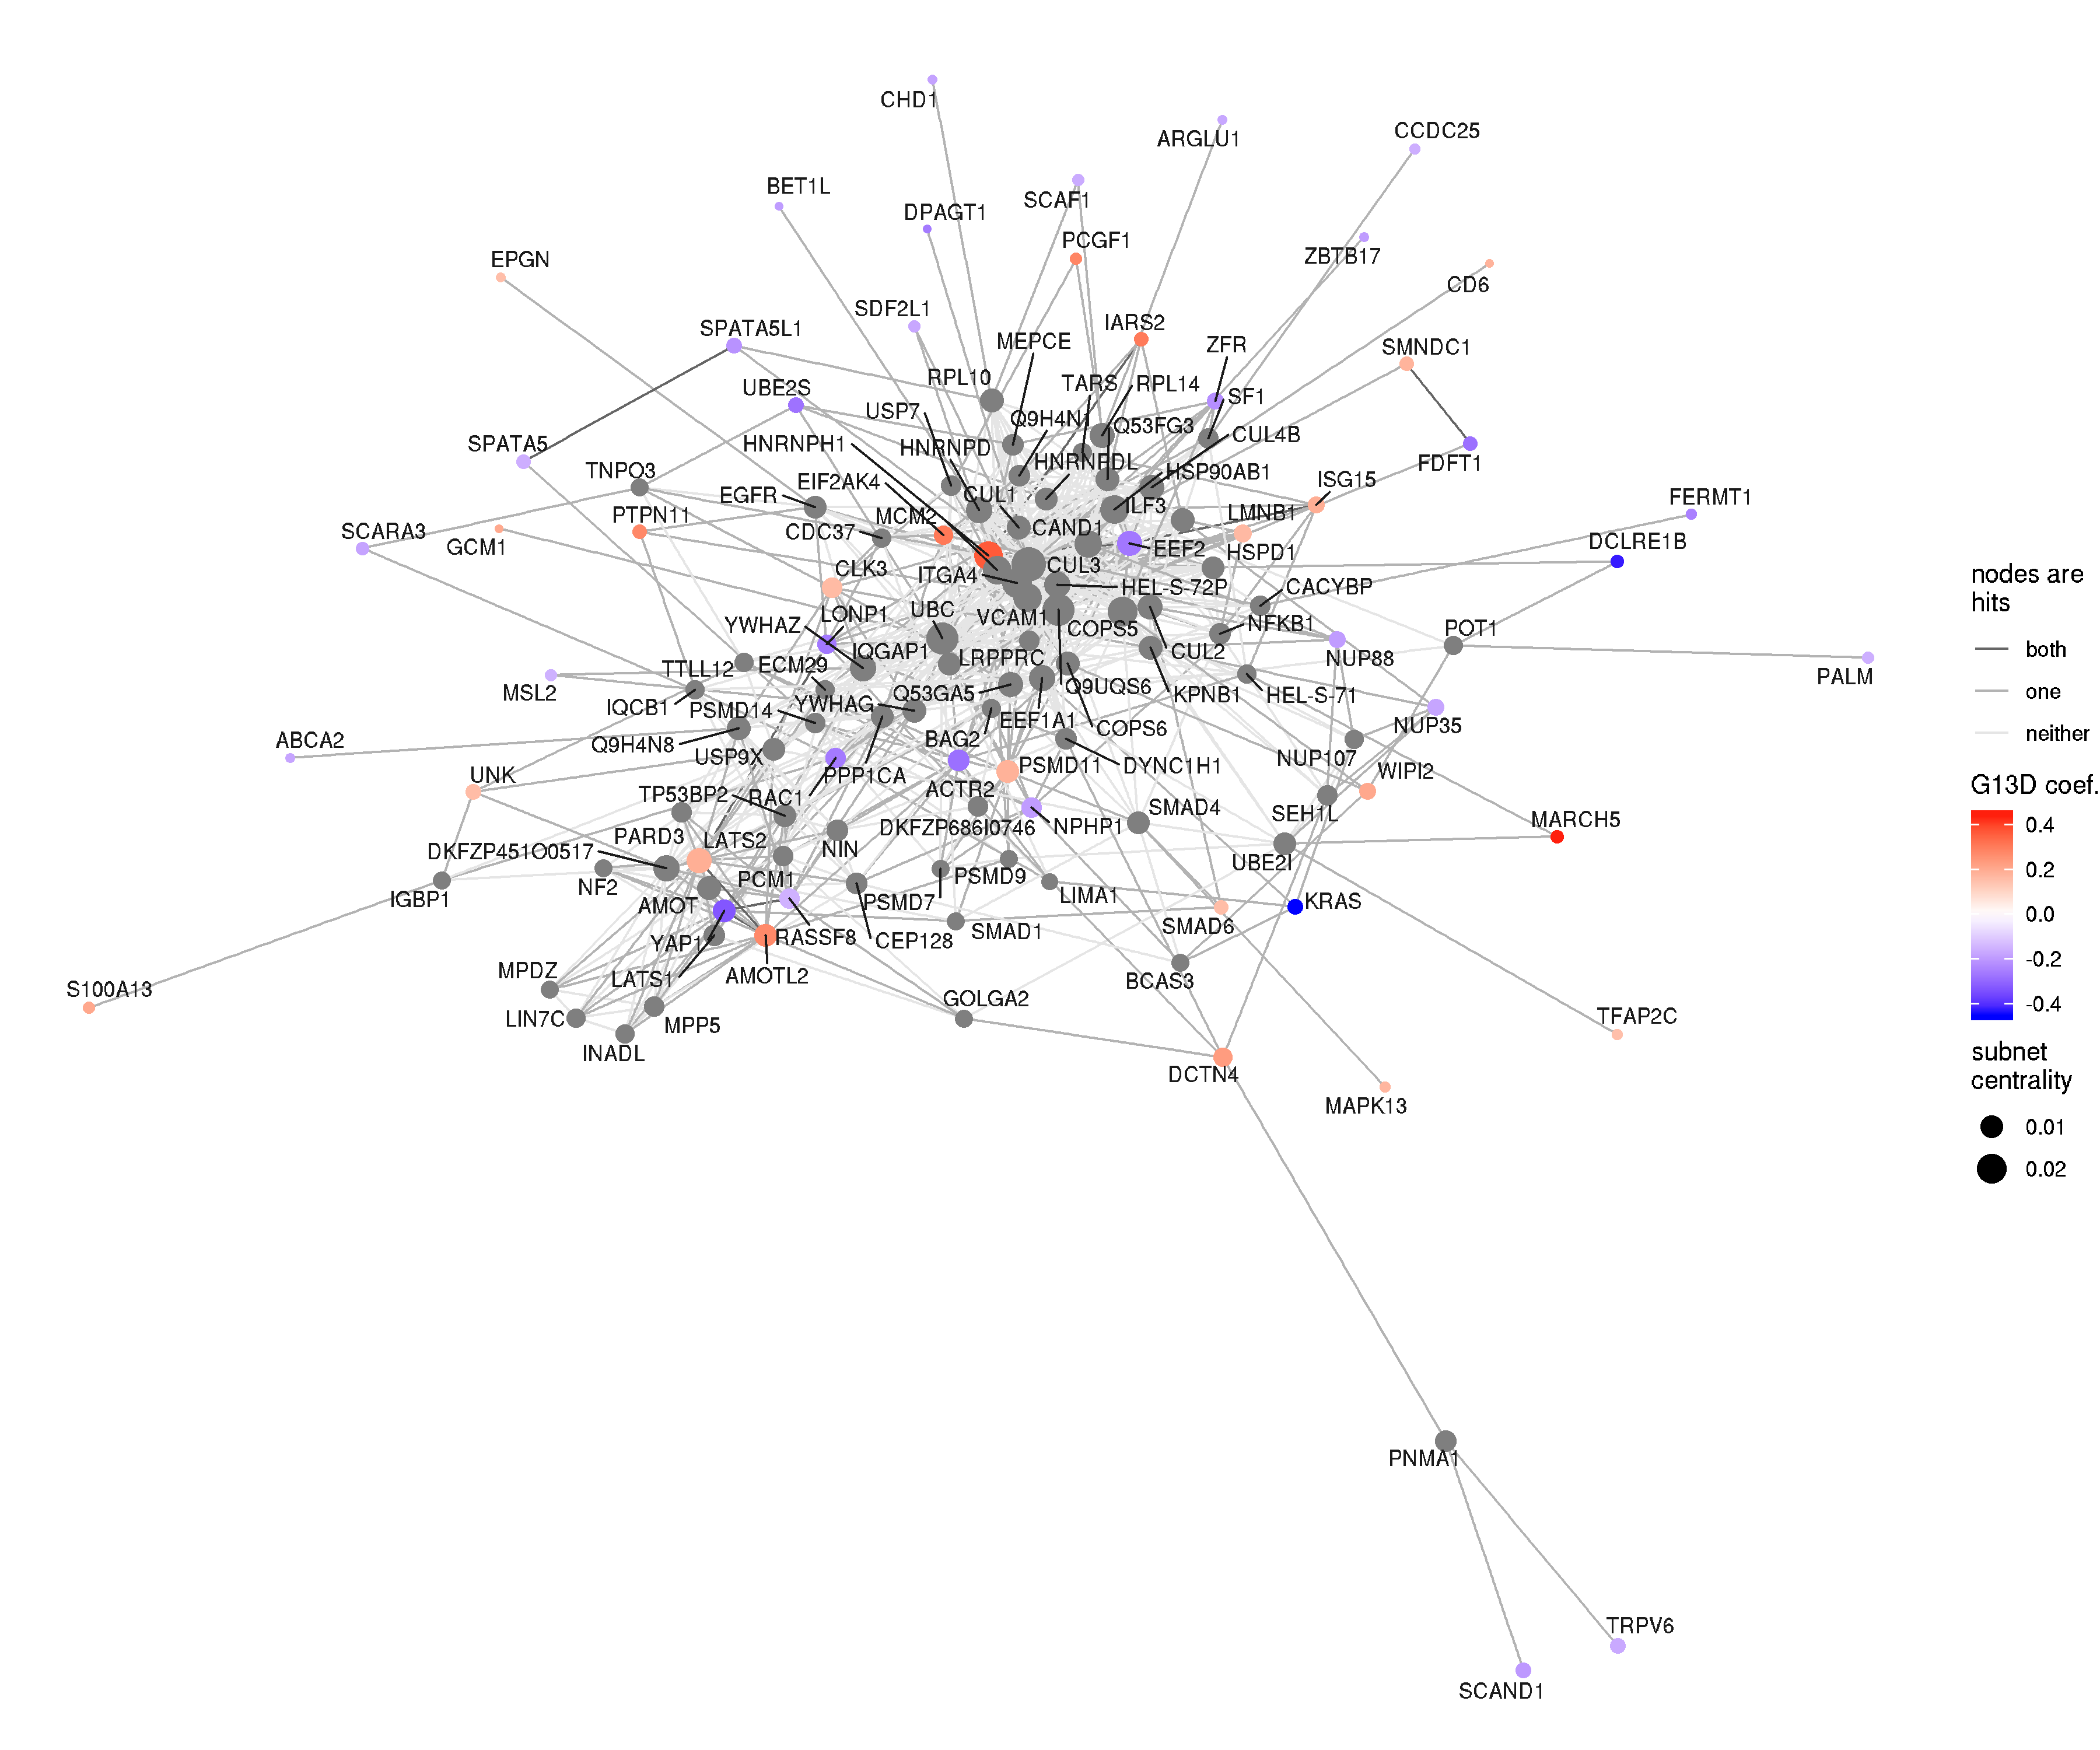 CHD1
ARGLU1
CCDC25
BET1L
SCAF1
DPAGT1
PCGF1
ZBTB17
EPGN
CD6
SDF2L1
IARS2
SPATA5L1
MEPCE
ZFR
SMNDC1
RPL10
TARS
RPL14
UBE2S
SF1
USP7
Q9H4N1
Q53FG3
CUL4B
SPATA5
HNRNPH1
HNRNPD
HNRNPDL
HSP90AB1
FDFT1
TNPO3
EIF2AK4
ISG15
EGFR
CUL1
ILF3
FERMT1
PTPN11
MCM2
LMNB1
SCARA3
GCM1
CDC37
CAND1
EEF2
HSPD1
DCLRE1B
CLK3
ITGA4
CUL3
HEL-S-72P
CACYBP
LONP1
UBC
VCAM1
YWHAZ
COPS5
NFKB1
POT1
IQGAP1
LRPPRC
CUL2
NUP88
TTLL12
ECM29
PALM
MSL2
Q53GA5
Q9UQS6
KPNB1
HEL-S-71
IQCB1
PSMD14
YWHAG
EEF1A1
COPS6
NUP35
ABCA2
Q9H4N8
BAG2
USP9X
PSMD11
DYNC1H1
NUP107
WIPI2
UNK
PPP1CA
ACTR2
TP53BP2
RAC1
SMAD4
SEH1L
MARCH5
DKFZP686I0746
NPHP1
PARD3
LATS2
NIN
DKFZP451O0517
UBE2I
NF2
PCM1
PSMD9
IGBP1
PSMD7
LIMA1
KRAS
AMOT
SMAD6
YAP1
RASSF8
CEP128
SMAD1
MPDZ
LATS1
AMOTL2
BCAS3
S100A13
GOLGA2
LIN7C
MPP5
TFAP2C
INADL
DCTN4
MAPK13
PNMA1
TRPV6
SCAND1
nodes are
hits
both
one
neither
G13D coef.
0.4
0.2
0.0
-0.2
-0.4
subnet
centrality
0.01
0.02